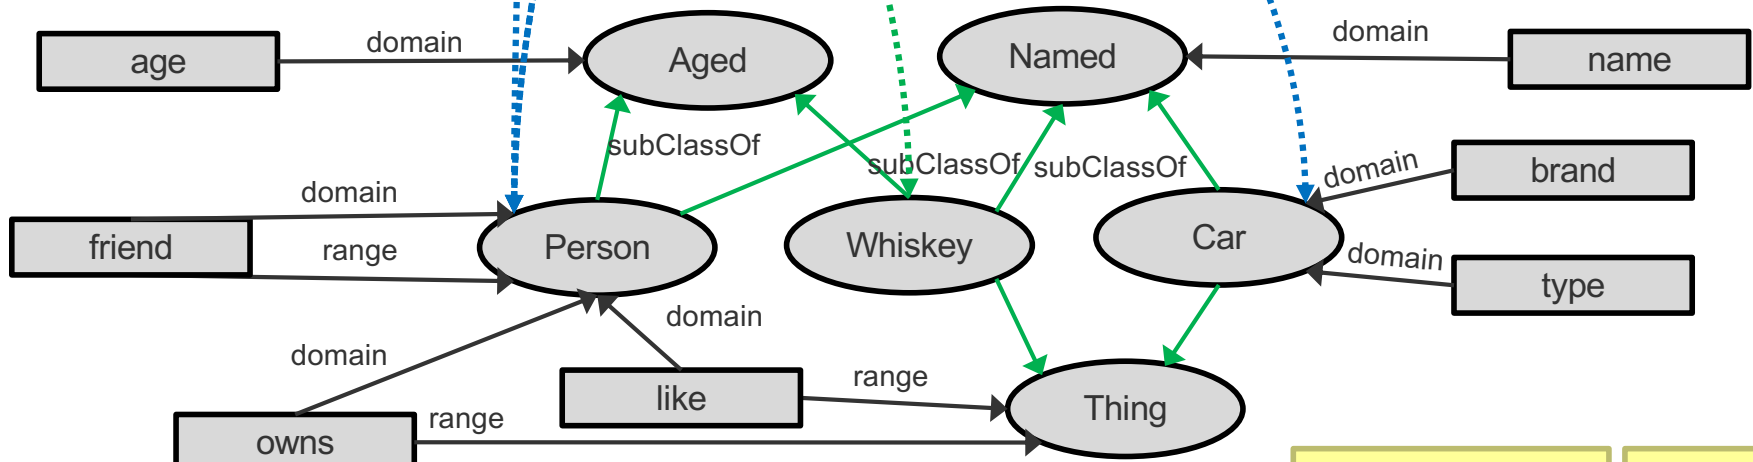 domain
domain
age
Aged
Named
name
subClassOf
subClassOf
subClassOf
domain
brand
domain
friend
range
Person
Whiskey
Car
domain
type
domain
domain
like
range
Thing
range
owns